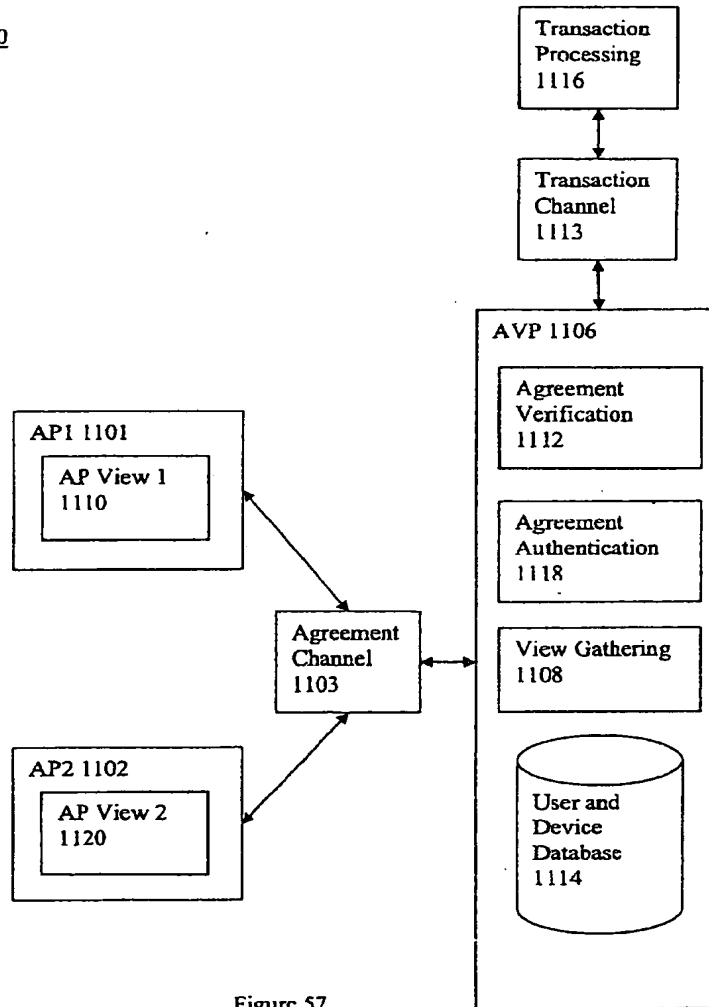 0
Transaction
Processing
1116
Transaction
Channel
1113
AVP 1106
Agreement
Verification
1112
AP1 1101
AP View 1
1110
Agreement
Authentication
1118
Agreement
Channel
1103
View Gathering
1108
AP2 1102
AP View 2
1120
User and
Device
Database
1114
Figure 57